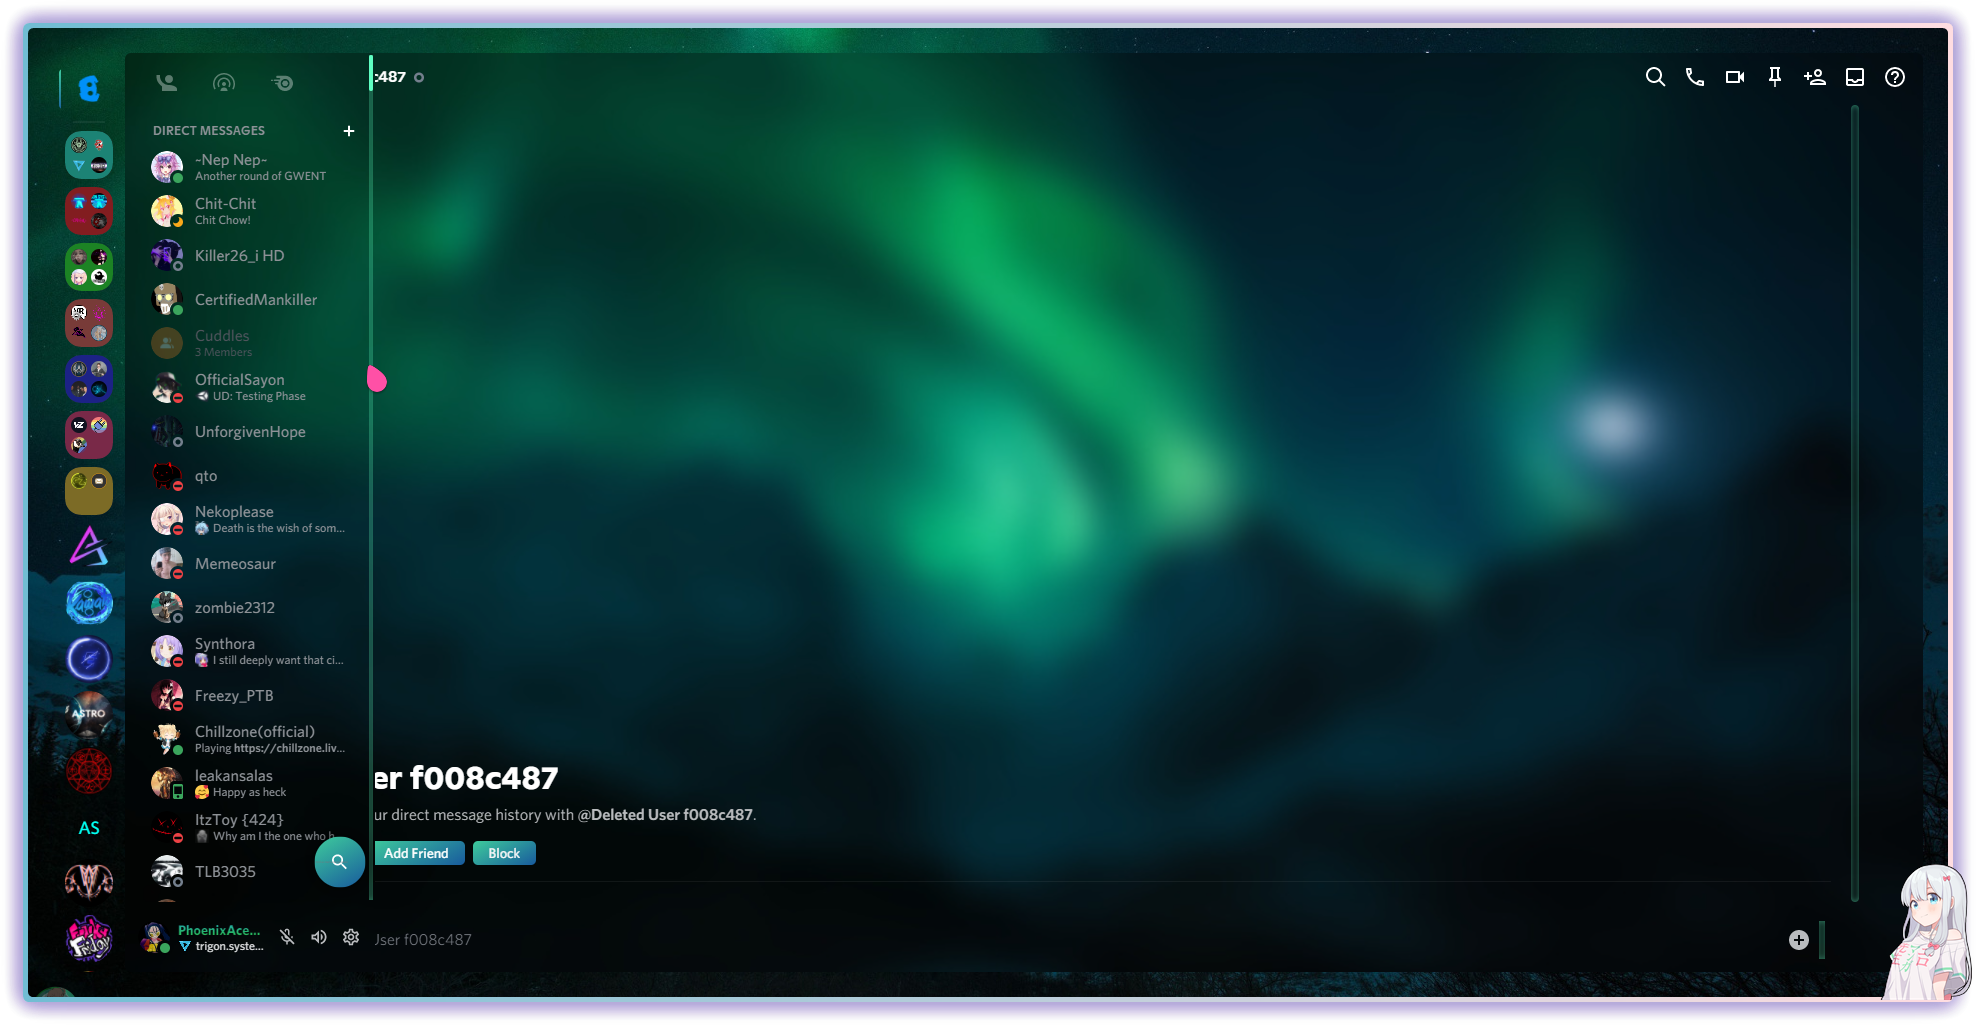 :487
DIRECT MESSAGES
~Nep Nep~
Another round of GWENT
Chit-Chit
Chit Chow!
Killer26_i HD
CertifiedMankiller
Cuddles
3 Members
OfficialSayon
UD: Testing Phase
UnforgivenHope
qto
Nekoplease
Death is the wish of som...
Memeosaur
zombie2312
Synthora
I still deeply want that ci...
Freezy_PTB
Chillzone(official)
Playing https://chillzone.liv...
leakansalas
Happy as heck
ItzToy {424}
Why am I the one who h
TLB3035
ASTRO
AS
er f008c487
ur direct message history with @Deleted User f008c487.
Add Friend
Block
PhoenixAce...
trigon.syste...
User f008c487